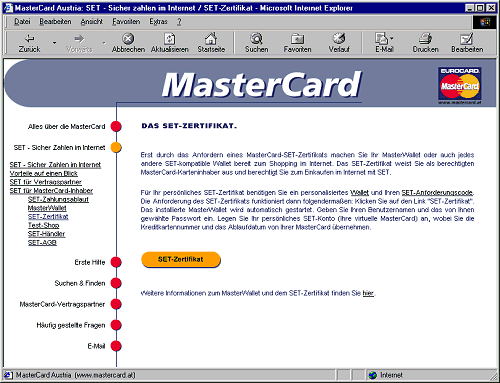 MasterCard Austria: SET - Sicher zahlen im Internet / SET-Zertifikat - Microsoft Internet Explorer
Datei Bearbeiten Ansicht Favoriten Extras ?
Zurück Vorwärts Abbrechen Aktualisieren Startseite Suchen Favoriten Verlauf E-Mail Drucken Bearbeiten
MasterCard
EUROCARD.
MasterCard
www.mastercard.at
Alles über die MasterCard
SET - Sicher Zahlen im Internet
SET - Sicher Zahlen im Internet
Vorteile auf einen Blick
SET für Vertragspartner
SET für MasterCard-Inhaber
SET-Zahlungsablauf
MasterWallet
SET-Zertifikat
Test-Shop
SET-Händler
SET-AGB
Erste Hilfe
Suchen & Finden
MasterCard-Vertragspartner
Häufig gestellte Fragen
E-Mail
DAS SET-ZERTIFIKAT.
Erst durch das Anfordern eines MasterCard-SET-Zertifikats machen Sie Ihr MasterWallet oder auch jedes
andere SET-kompatible Wallet bereit zum Shopping im Internet. Das SET-Zertifikat weist Sie als berechtigten
MasterCard-Karteninhaber aus und berechtigt Sie zum Einkaufen im Internet mit SET.
Für Ihr persönliches SET-Zertifikat benötigen Sie ein personalisiertes Wallet und Ihren SET-Anforderungscode.
Die Anforderung des SET-Zertifikats funktioniert dann folgendermaßen: Klicken Sie auf den Link "SET-Zertifikat".
Das installierte MasterWallet wird automatisch gestartet. Geben Sie Ihren Benutzernamen und das von Ihnen
gewählte Passwort ein. Legen Sie Ihr persönliches SET-Konto (Ihre virtuelle MasterCard) an, wobei Sie die
Kreditkartennummer und das Ablaufdatum von Ihrer MasterCard übernehmen.
SET-Zertifikat
Weitere Informationen zum MasterWallet und dem SET-Zertifikat finden Sie hier.
MasterCard Austria (www.mastercard.at)
Internet